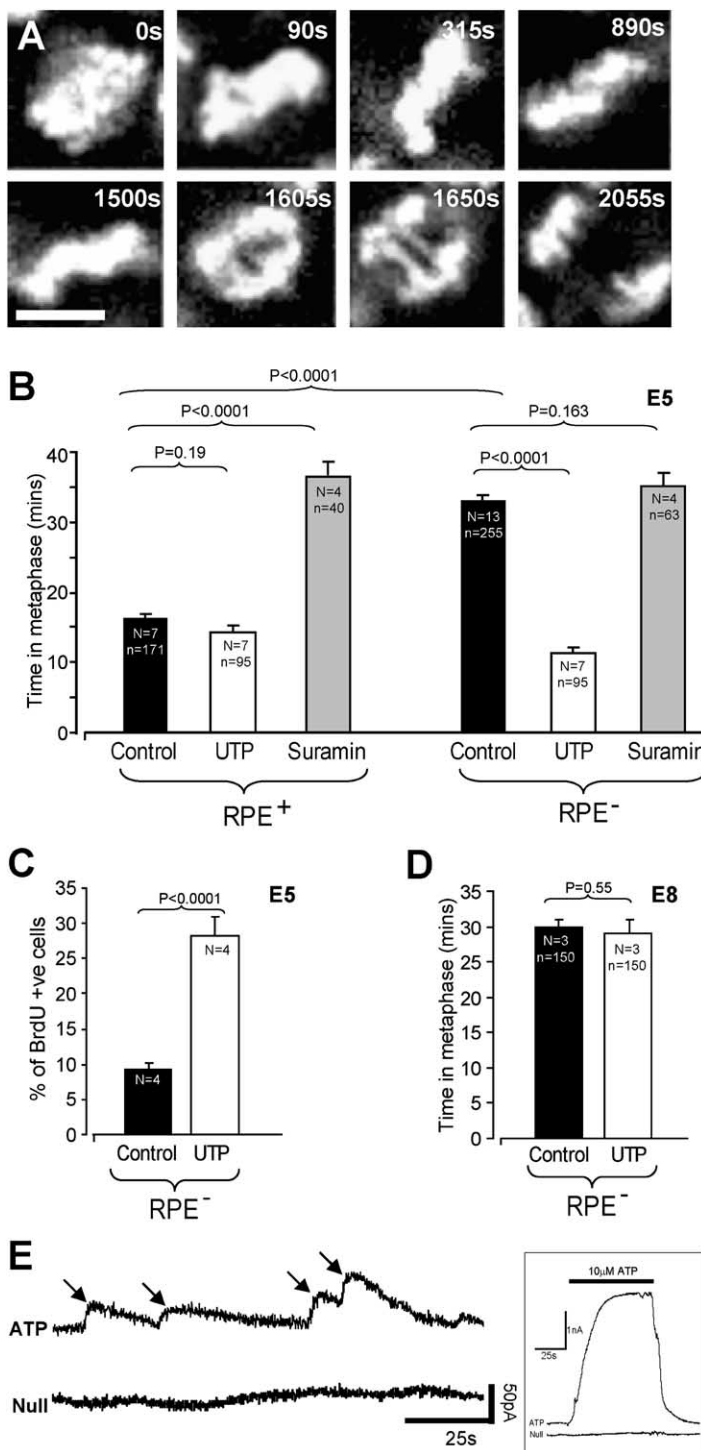 A
0s
90s
315s
890s
1500s
1605s
1650s
2055s
B
P<0.0001
E5
P<0.0001
P=0.163
P=0.19
P<0.0001
Time in metaphase (mins)
40
30
20
10
0
N=7
n=171
N=7
n=95
N=4
n=40
N=13
n=255
N=7
n=95
N=4
n=63
Control UTP Suramin Control UTP Suramin
RPE+ RPE-
C
P<0.0001
E5
% of BrdU +ve cells
35
30
25
20
15
10
5
0
N=4
N=4
Control UTP
RPE-
D
P=0.55
E8
Time in metaphase (mins)
35
30
25
20
15
10
5
0
N=3
n=150
N=3
n=150
Control UTP
RPE-
E
ATP
Null
50pA
25s
10µM ATP
1nA
25s
ATP
Null